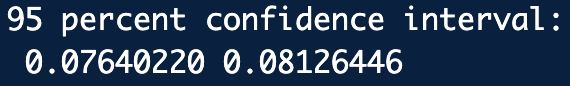 95 percent confidence interval:
0.07640220 0.08126446